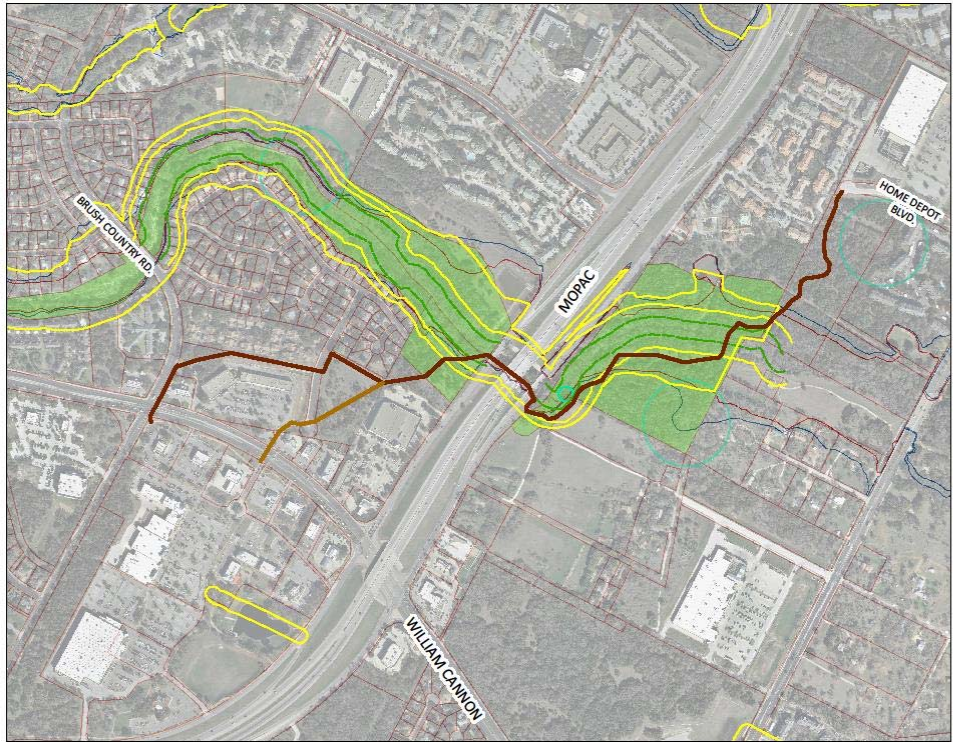 BRUSH COUNTRY RD.
MOPAC
HOME DEPOT
BLVD.
WILLIAM CANNON